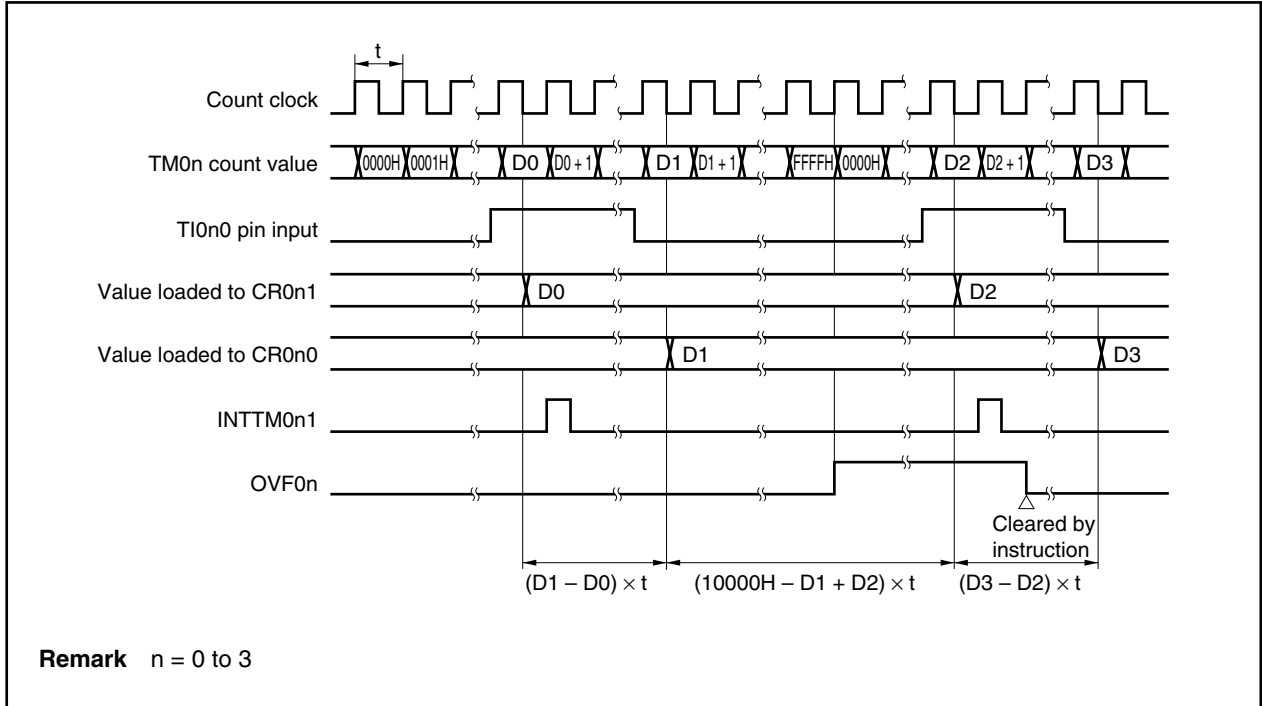 t
Count clock
TM0n count value
0000H 0001H D0 D0 + 1 D1 D1 + 1 FFFFH 0000H D2 D2 + 1 D3
TI0n0 pin input
Value loaded to CR0n1
D0 D2
Value loaded to CR0n0
D1 D3
INTTM0n1
OVF0n
Cleared by
instruction
(D1 – D0) × t (10000H – D1 + D2) × t (D3 – D2) × t
Remark n = 0 to 3